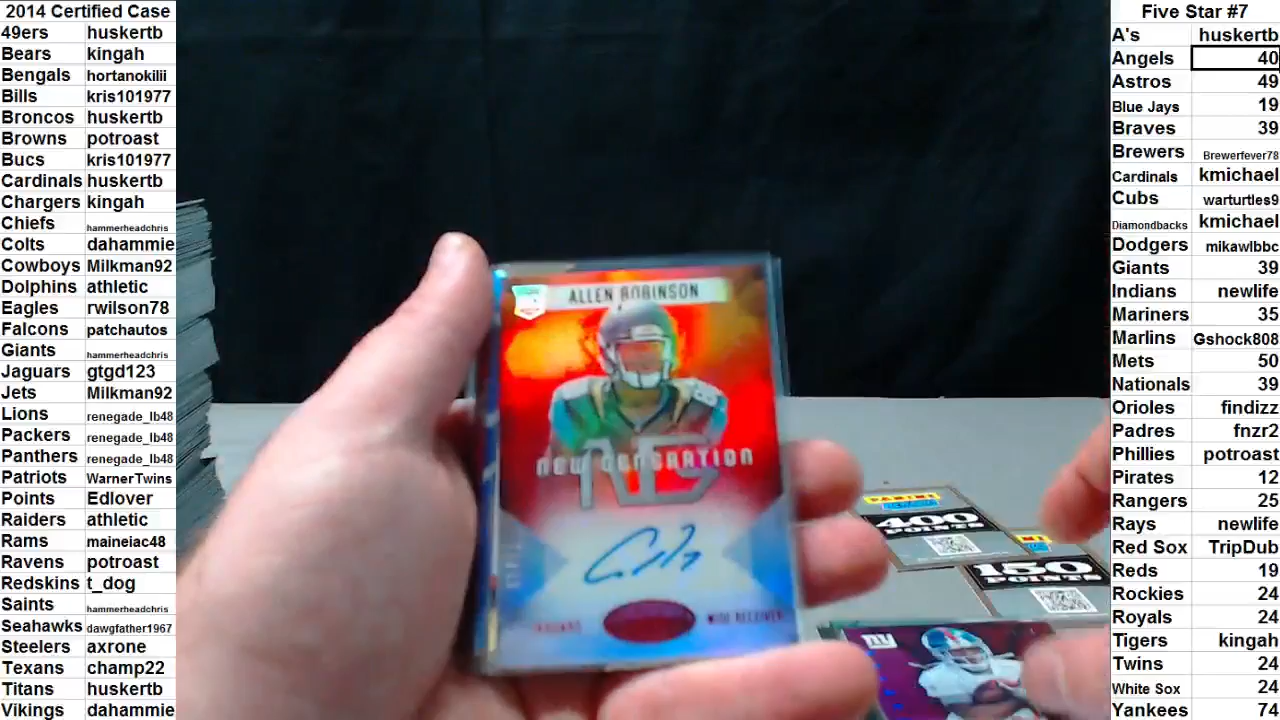 2014 Certified Case
49ers huskertb
Bears kingah
Bengals hortanokilii
Bills kris101977
Broncos huskertb
Browns potroast
Bucs kris101977
Cardinals huskertb
Chargers kingah
Chiefs hammerheadchris
Colts dahammie
Cowboys Milkman92
Dolphins athletic
Eagles rwilson78
Falcons patchautos
Giants hammerheadchris
Jaguars gtgd123
Jets Milkman92
Lions renegade_lb48
Packers renegade_lb48
Panthers renegade_lb48
Patriots WarnerTwins
Points Edlover
Raiders athletic
Rams maineiac48
Ravens potroast
Redskins t_dog
Saints hammerheadchris
Seahawks dawgfather1967
Steelers axrone
Texans champ22
Titans huskertb
Vikings dahammie
ALLEN ROBINSON
NG
NEW GENERATION
JAGUARS WIDE RECEIVER
PANINI
400
POINTS
150
POINTS
NY
Five Star #7
A's huskertb
Angels 40
Astros 49
Blue Jays 19
Braves 39
Brewers Brewerfever78
Cardinals kmichael
Cubs warturtles9
Diamondbacks kmichael
Dodgers mikawlbbc
Giants 39
Indians newlife
Mariners 35
Marlins Gshock808
Mets 50
Nationals 39
Orioles findizz
Padres fnzr2
Phillies potroast
Pirates 12
Rangers 25
Rays newlife
Red Sox TripDub
Reds 19
Rockies 24
Royals 24
Tigers kingah
Twins 24
White Sox 24
Yankees 74